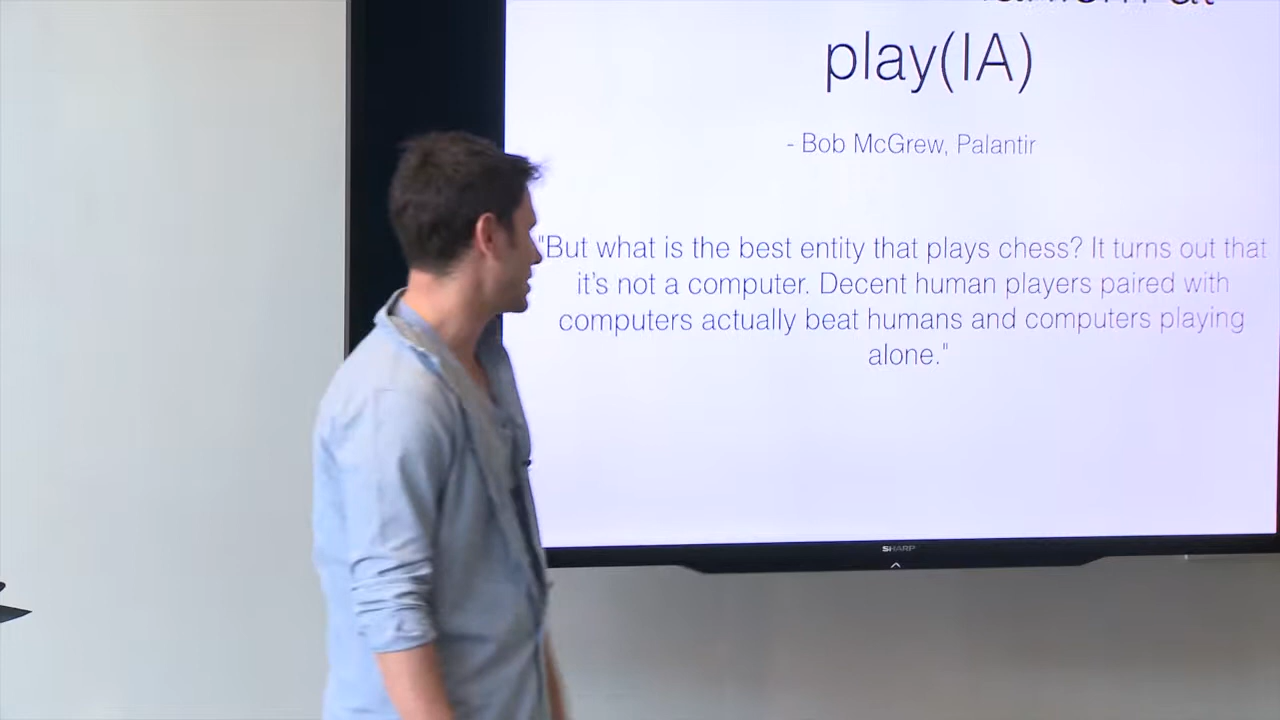 play(IA)
- Bob McGrew, Palantir
"But what is the best entity that plays chess? It turns out that
it's not a computer. Decent human players paired with
computers actually beat humans and computers playing
alone."
SHARP